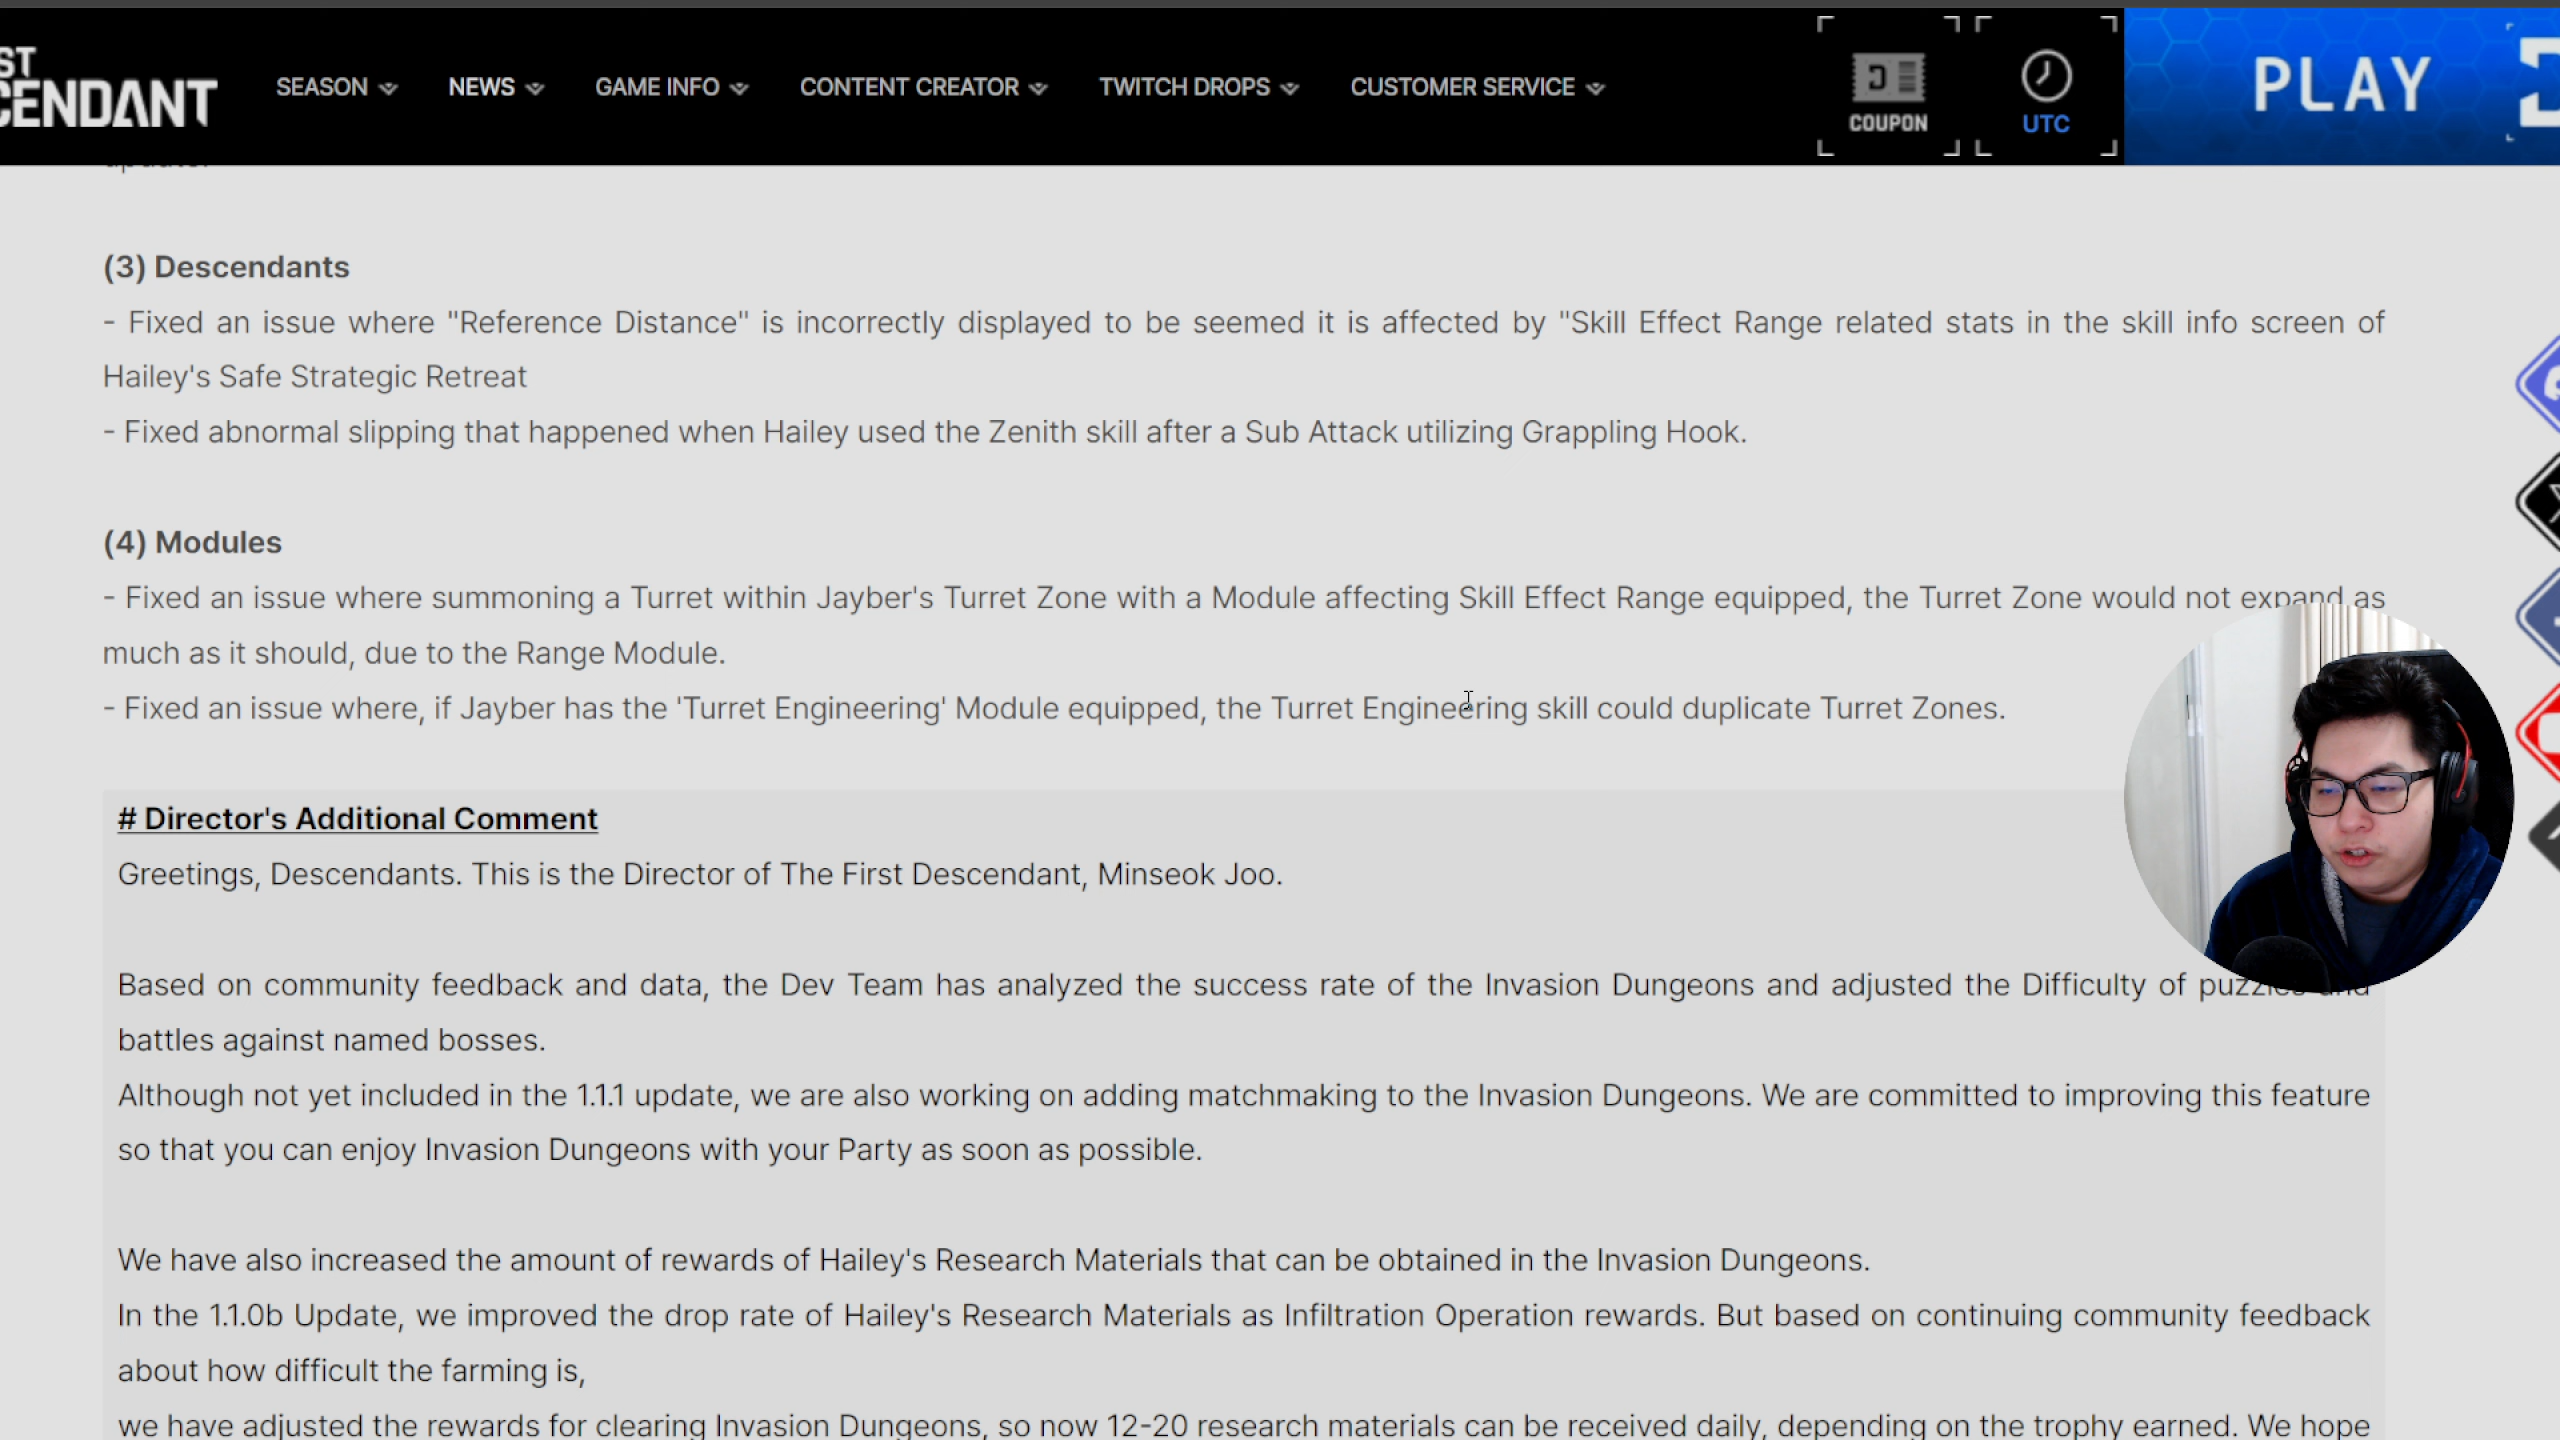 ST
CENDANT
SEASON
NEWS
GAME INFO
CONTENT CREATOR
TWITCH DROPS
CUSTOMER SERVICE
COUPON
UTC
PLAY
(3) Descendants
- Fixed an issue where "Reference Distance" is incorrectly displayed to be seemed it is affected by "Skill Effect Range related stats in the skill info screen of
Hailey's Safe Strategic Retreat
- Fixed abnormal slipping that happened when Hailey used the Zenith skill after a Sub Attack utilizing Grappling Hook.
(4) Modules
- Fixed an issue where summoning a Turret within Jayber's Turret Zone with a Module affecting Skill Effect Range equipped, the Turret Zone would not expand as
much as it should, due to the Range Module.
- Fixed an issue where, if Jayber has the 'Turret Engineering' Module equipped, the Turret Engineering skill could duplicate Turret Zones.
# Director's Additional Comment
Greetings, Descendants. This is the Director of The First Descendant, Minseok Joo.
Based on community feedback and data, the Dev Team has analyzed the success rate of the Invasion Dungeons and adjusted the Difficulty of puzzles and
battles against named bosses.
Although not yet included in the 1.1.1 update, we are also working on adding matchmaking to the Invasion Dungeons. We are committed to improving this feature
so that you can enjoy Invasion Dungeons with your Party as soon as possible.
We have also increased the amount of rewards of Hailey's Research Materials that can be obtained in the Invasion Dungeons.
In the 1.1.0b Update, we improved the drop rate of Hailey's Research Materials as Infiltration Operation rewards. But based on continuing community feedback
about how difficult the farming is,
we have adjusted the rewards for clearing Invasion Dungeons, so now 12-20 research materials can be received daily, depending on the trophy earned. We hope